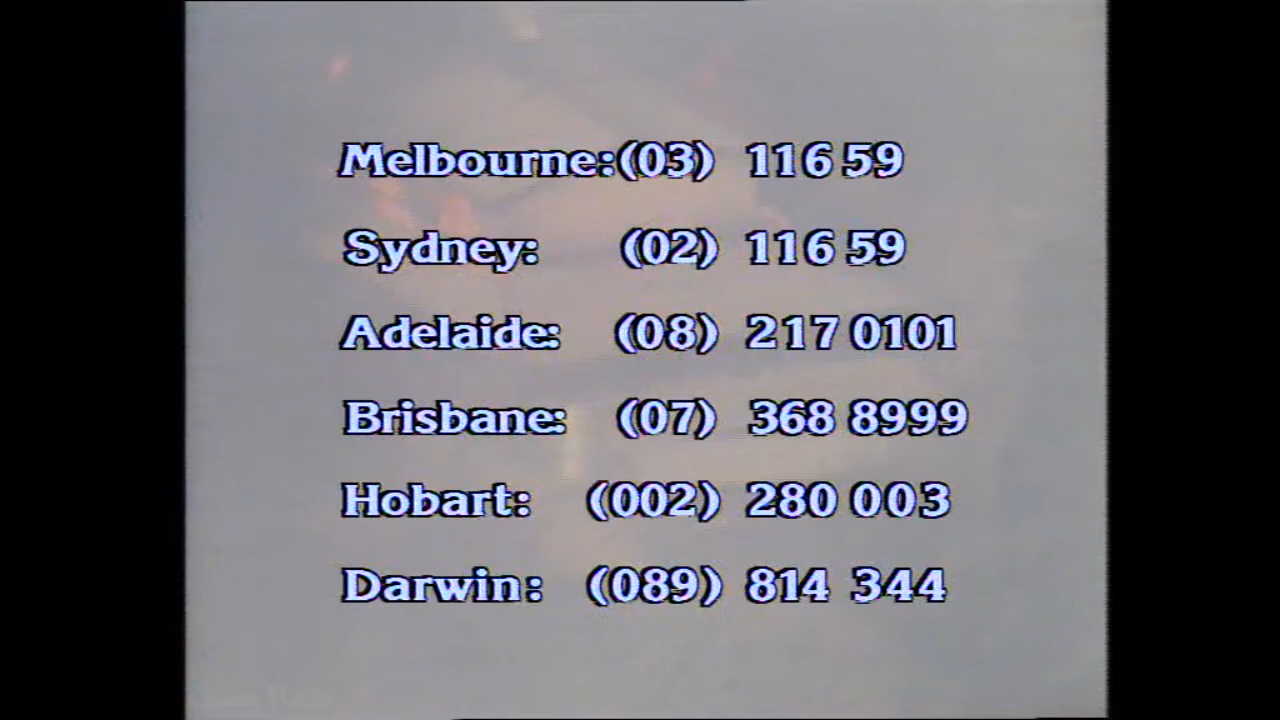 Melbourne: (03) 116 59
Sydney: (02) 116 59
Adelaide: (08) 217 0101
Brisbane: (07) 368 8999
Hobart: (002) 280 003
Darwin: (089) 814 344